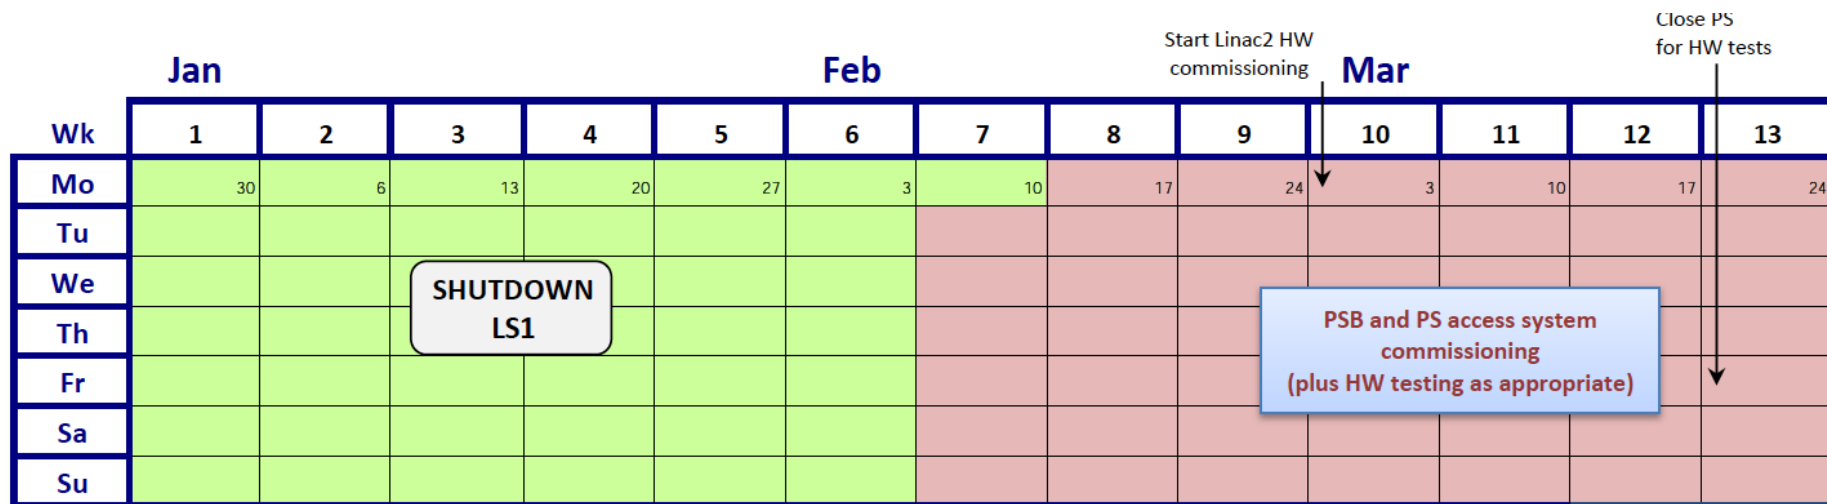 Close PS
Start Linac2 HW for HW tests
Jan Feb commissioning Mar
Wk 1 2 3 4 5 6 7 8 9 10 11 12 13
Mo 30 6 13 20 27 3 10 17 24 3 10 17 24
Tu
We
SHUTDOWN
LS1
Th
PSB and PS access system
commissioning
(plus HW testing as appropriate)
Fr
Sa
Su